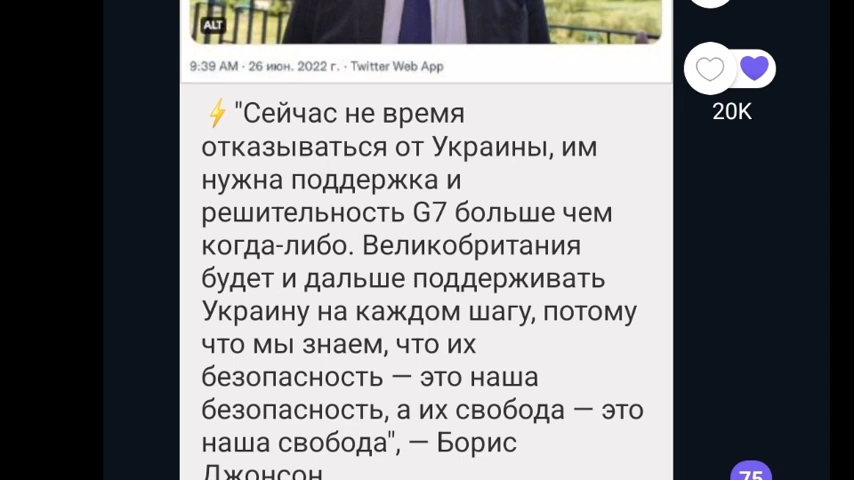 ALT
9:39 AM · 26 июн. 2022 г. · Twitter Web App
⚡"Сейчас не время
отказываться от Украины, им
нужна поддержка и
решительность G7 больше чем
когда-либо. Великобритания
будет и дальше поддерживать
Украину на каждом шагу, потому
что мы знаем, что их
безопасность — это наша
безопасность, а их свобода — это
наша свобода", — Борис
Джонсон
20K
75